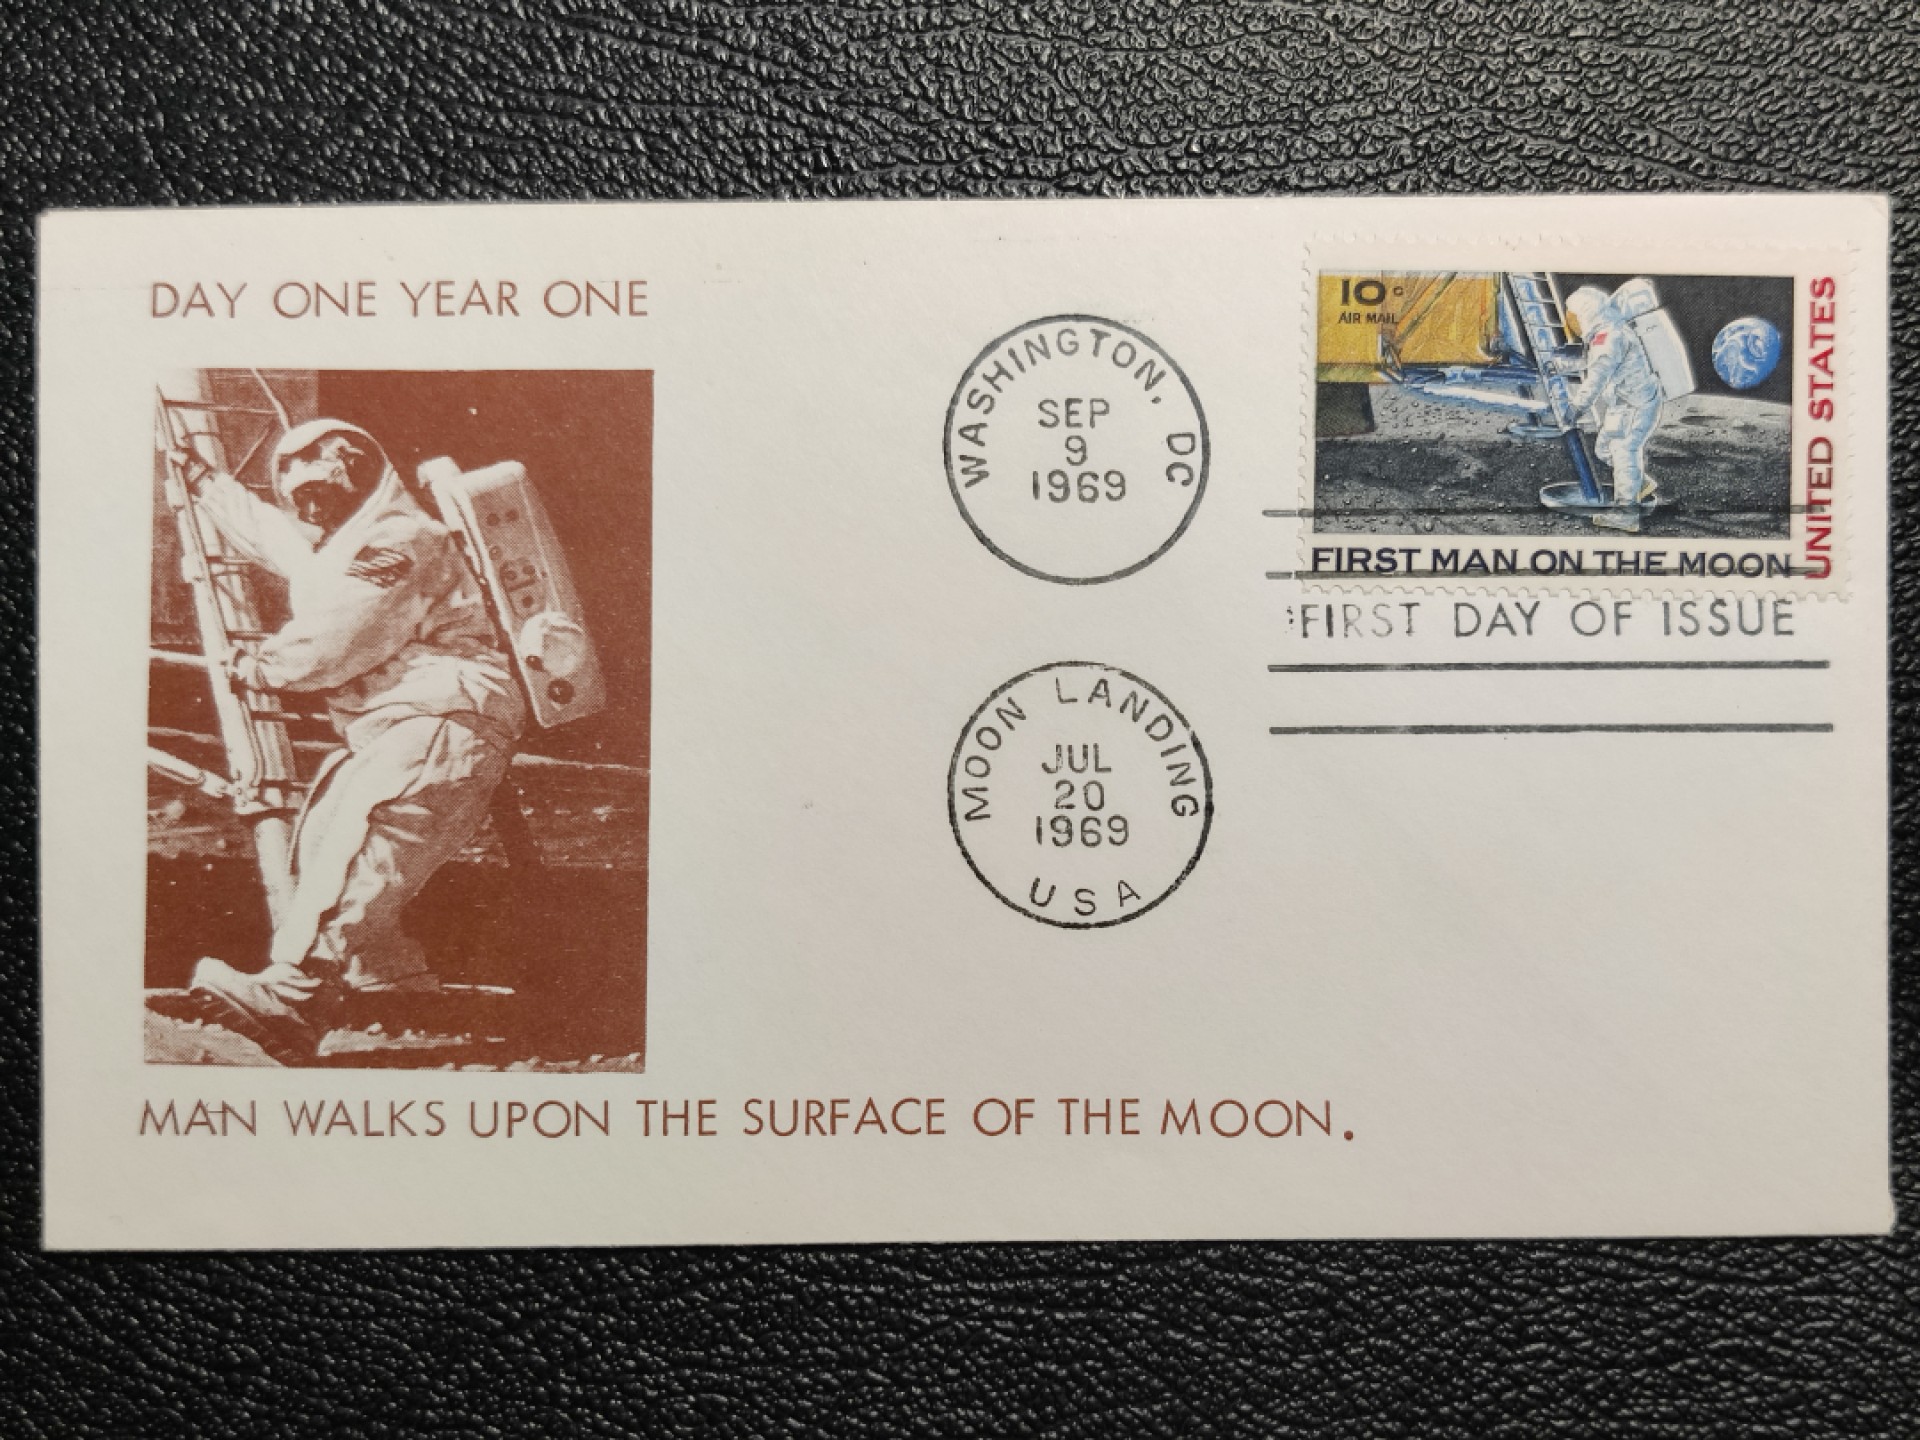 DAY ONE YEAR ONE
WASHINGTON, DC
SEP
9
1969
10c
AIR MAIL
UNITED STATES
FIRST MAN ON THE MOON
FIRST DAY OF ISSUE
MOON LANDING
JUL
20
1969
USA
MAN WALKS UPON THE SURFACE OF THE MOON.